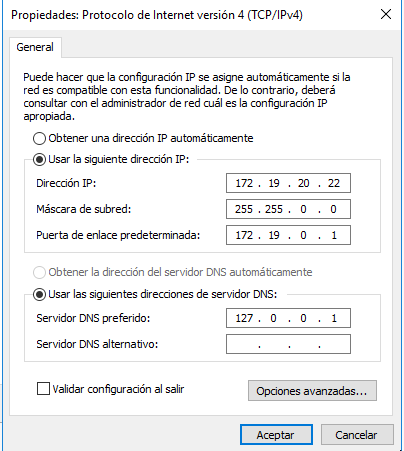 Propiedades: Protocolo de Internet versión 4 (TCP/IPv4)
General
Puede hacer que la configuración IP se asigne automáticamente si la
red es compatible con esta funcionalidad. De lo contrario, deberá
consultar con el administrador de red cuál es la configuración IP
apropiada.
Obtener una dirección IP automáticamente
Usar la siguiente dirección IP:
Dirección IP: 172 . 19 . 20 . 22
Máscara de subred: 255 . 255 . 0 . 0
Puerta de enlace predeterminada: 172 . 19 . 0 . 1
Obtener la dirección del servidor DNS automáticamente
Usar las siguientes direcciones de servidor DNS:
Servidor DNS preferido: 127 . 0 . 0 . 1
Servidor DNS alternativo: . . .
Validar configuración al salir
Opciones avanzadas...
Aceptar Cancelar